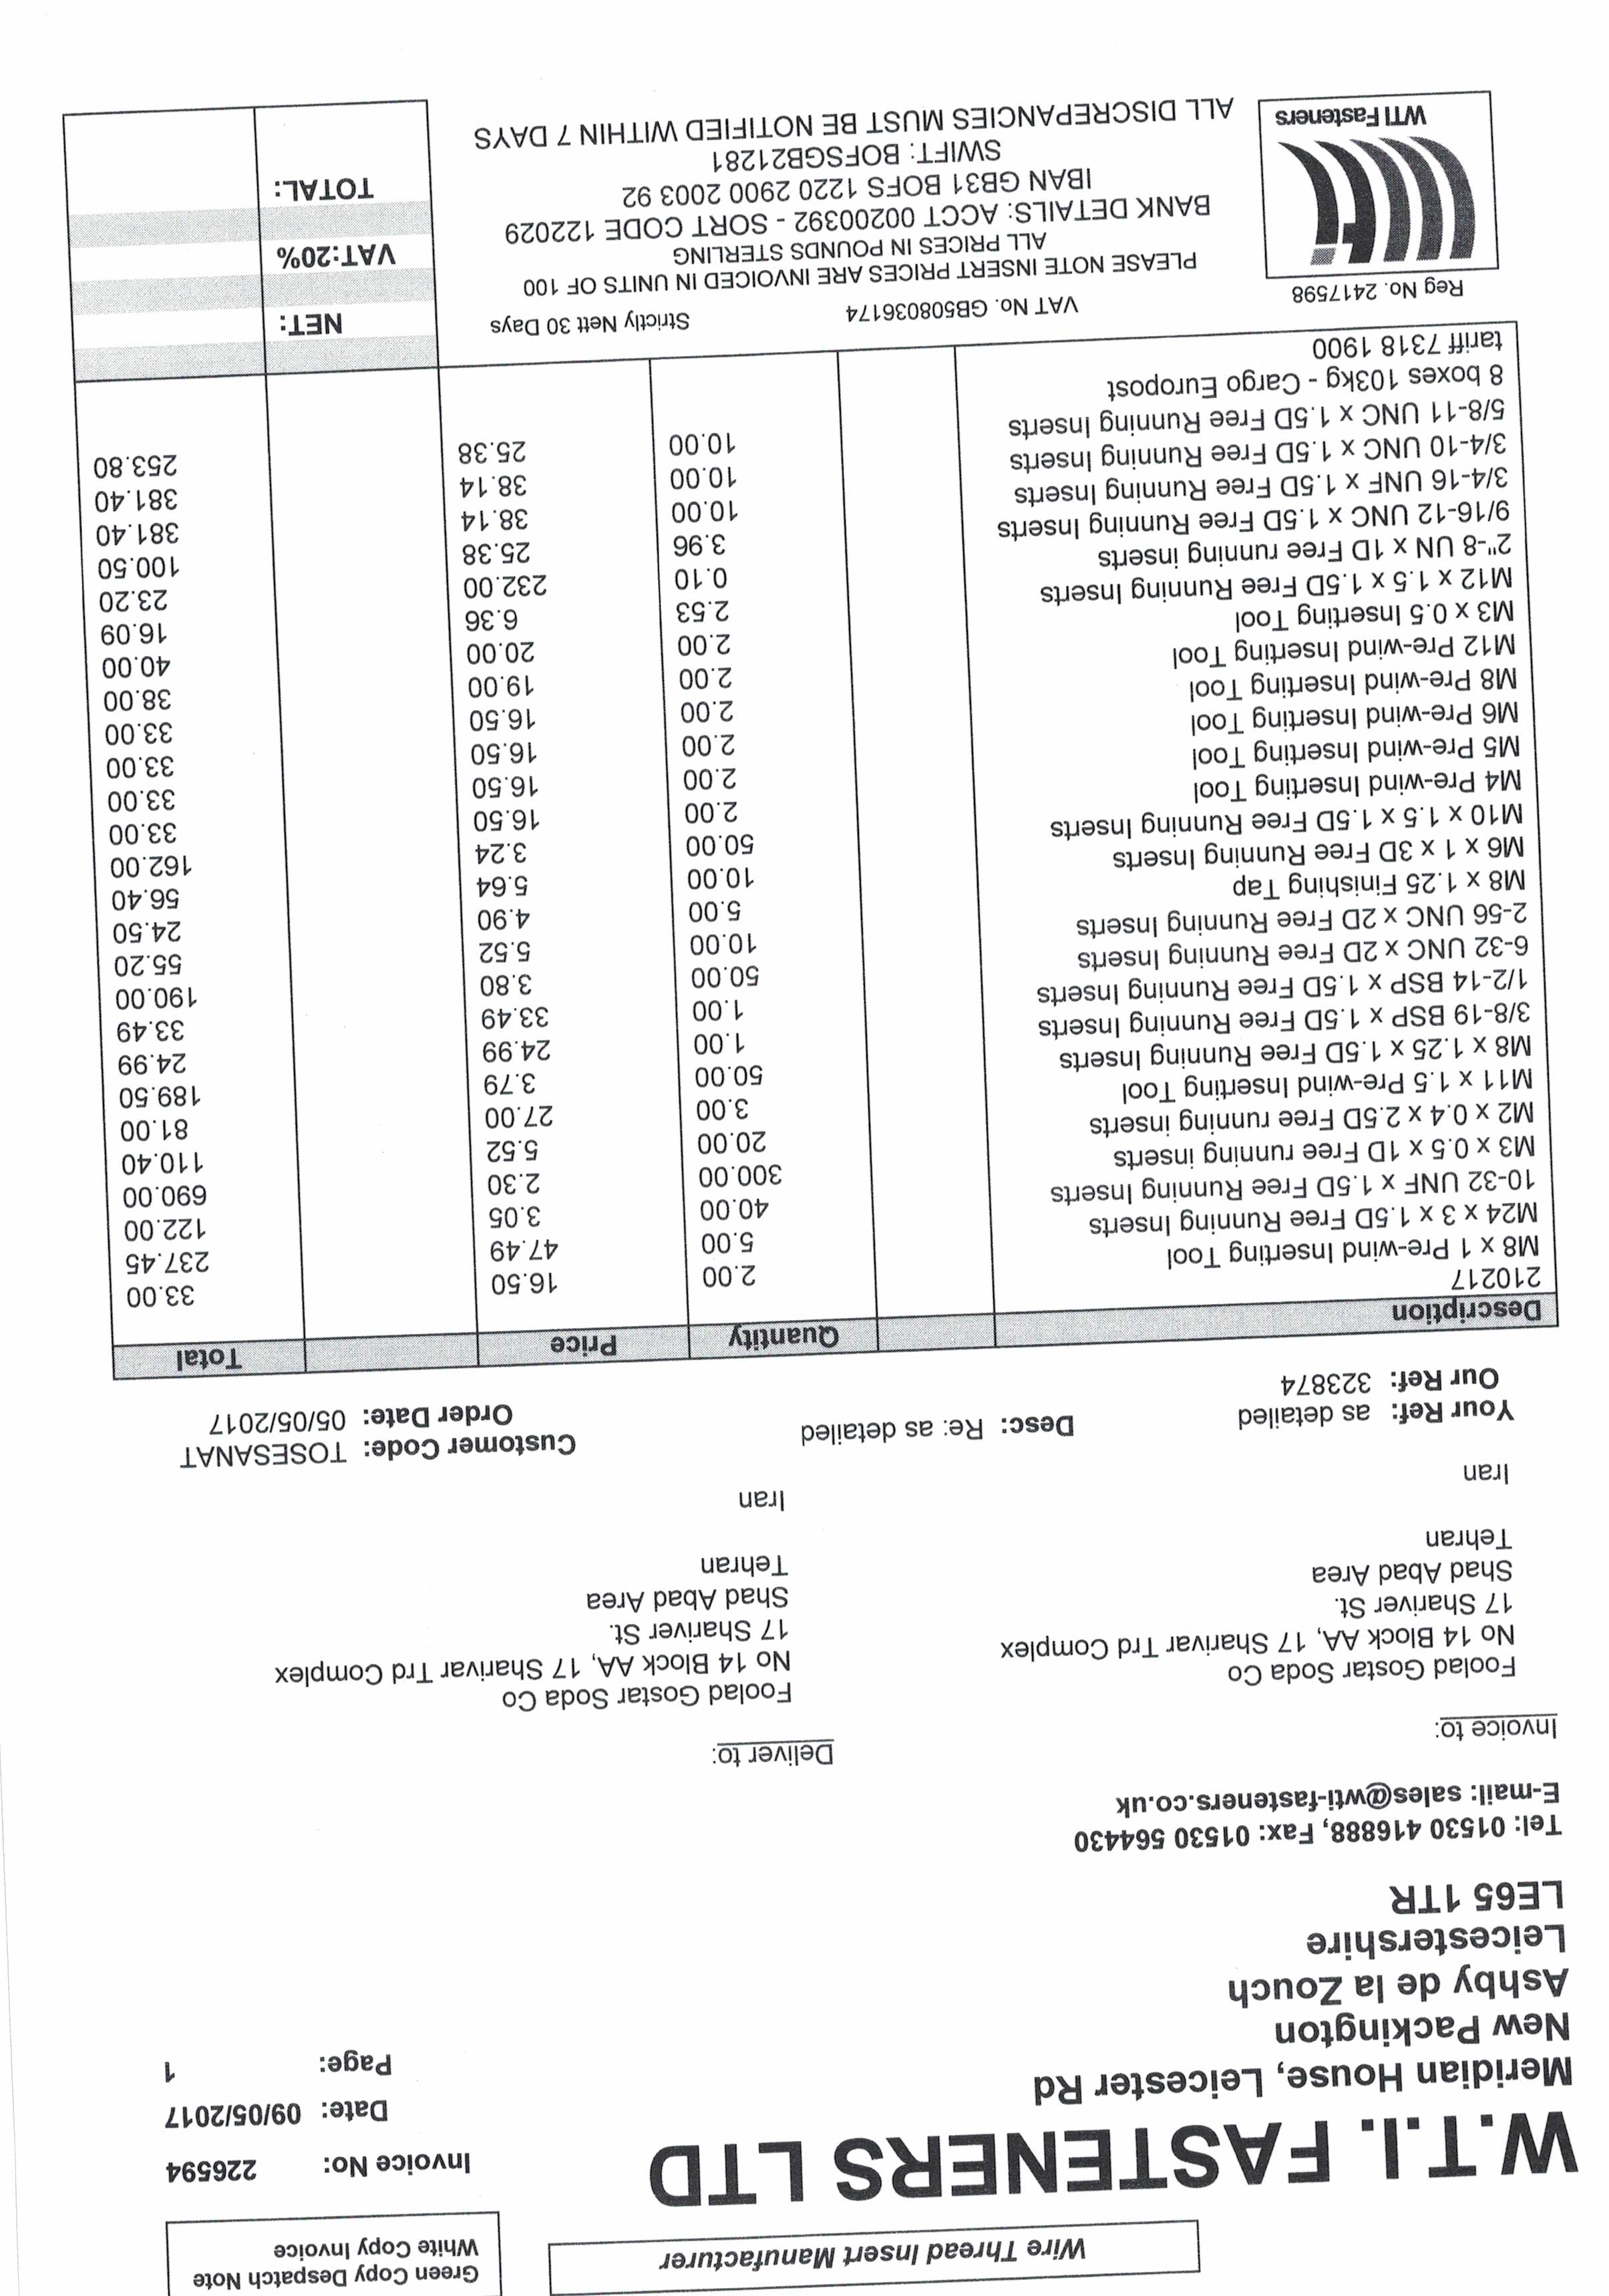 Green Copy Despatch Note
White Copy Invoice
Wire Thread Insert Manufacturer
W.T.I. FASTENERS LTD
Invoice No: 226594
Date: 09/05/2017
Page: 1
Meridian House, Leicester Rd
New Packington
Ashby de la Zouch
Leicestershire
LE65 1TR
Tel: 01530 416888, Fax: 01530 564430
E-mail: sales@wti-fasteners.co.uk
Invoice to:
Foolad Gostar Soda Co
No 14 Block AA, 17 Sharivar Trd Complex
17 Shariver St.
Shad Abad Area
Tehran
Iran
Deliver to:
Foolad Gostar Soda Co
No 14 Block AA, 17 Sharivar Trd Complex
17 Shariver St.
Shad Abad Area
Tehran
Iran
Your Ref: as detailed
Our Ref: 323874
Desc: Re: as detailed
Customer Code: TOSESANAT
Order Date: 05/05/2017
Description Quantity Price Total
210217
M8 x 1 Pre-wind Inserting Tool 2.00 16.50 33.00
M24 x 3 x 1.5D Free Running Inserts 5.00 47.49 237.45
10-32 UNF x 1.5D Free Running Inserts 40.00 3.05 122.00
M3 x 0.5 x 1D Free running inserts 300.00 2.30 690.00
M2 x 0.4 x 2.5D Free running inserts 20.00 5.52 110.40
M11 x 1.5 Pre-wind Inserting Tool 3.00 27.00 81.00
M8 x 1.25 x 1.5D Free Running Inserts 50.00 3.79 189.50
3/8-19 BSP x 1.5D Free Running Inserts 1.00 24.99 24.99
1/2-14 BSP x 1.5D Free Running Inserts 1.00 33.49 33.49
6-32 UNC x 2D Free Running Inserts 50.00 3.80 190.00
2-56 UNC x 2D Free Running Inserts 10.00 5.52 55.20
M8 x 1.25 Finishing Tap 5.00 4.90 24.50
M6 x 1 x 3D Free Running Inserts 10.00 5.64 56.40
M10 x 1.5 x 1.5D Free Running Inserts 50.00 3.24 162.00
M4 Pre-wind Inserting Tool 2.00 16.50 33.00
M5 Pre-wind Inserting Tool 2.00 16.50 33.00
M6 Pre-wind Inserting Tool 2.00 16.50 33.00
M8 Pre-wind Inserting Tool 2.00 16.50 33.00
M12 Pre-wind Inserting Tool 2.00 19.00 38.00
M3 x 0.5 Inserting Tool 2.00 20.00 40.00
M12 x 1.5 x 1.5D Free Running Inserts 2.53 6.36 16.09
2"-8 UN x 1D Free running inserts 0.10 232.00 23.20
9/16-12 UNC x 1.5D Free Running Inserts 3.96 25.38 100.50
3/4-16 UNF x 1.5D Free Running Inserts 10.00 38.14 381.40
3/4-10 UNC x 1.5D Free Running Inserts 10.00 38.14 381.40
5/8-11 UNC x 1.5D Free Running Inserts 10.00 25.38 253.80
8 boxes 103kg - Cargo Europost
tariff 7318 1900
Reg No. 2417598
WTI Fasteners
VAT No. GB508036174 Strictly Nett 30 Days
PLEASE NOTE INSERT PRICES ARE INVOICED IN UNITS OF 100
ALL PRICES IN POUNDS STERLING
BANK DETAILS: ACCT 00200392 - SORT CODE 122029
IBAN GB31 BOFS 1220 2900 2003 92
SWIFT: BOFSGB21281
ALL DISCREPANCIES MUST BE NOTIFIED WITHIN 7 DAYS
NET:
VAT:20%
TOTAL: